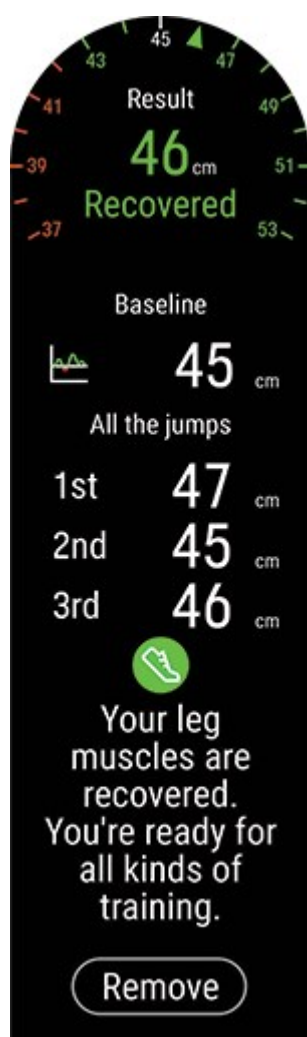 37
39
41
43
45
47
49
51
53
Result
46 cm
Recovered
Baseline
45 cm
All the jumps
1st 47 cm
2nd 45 cm
3rd 46 cm
Your leg
muscles are
recovered.
You're ready for
all kinds of
training.
Remove